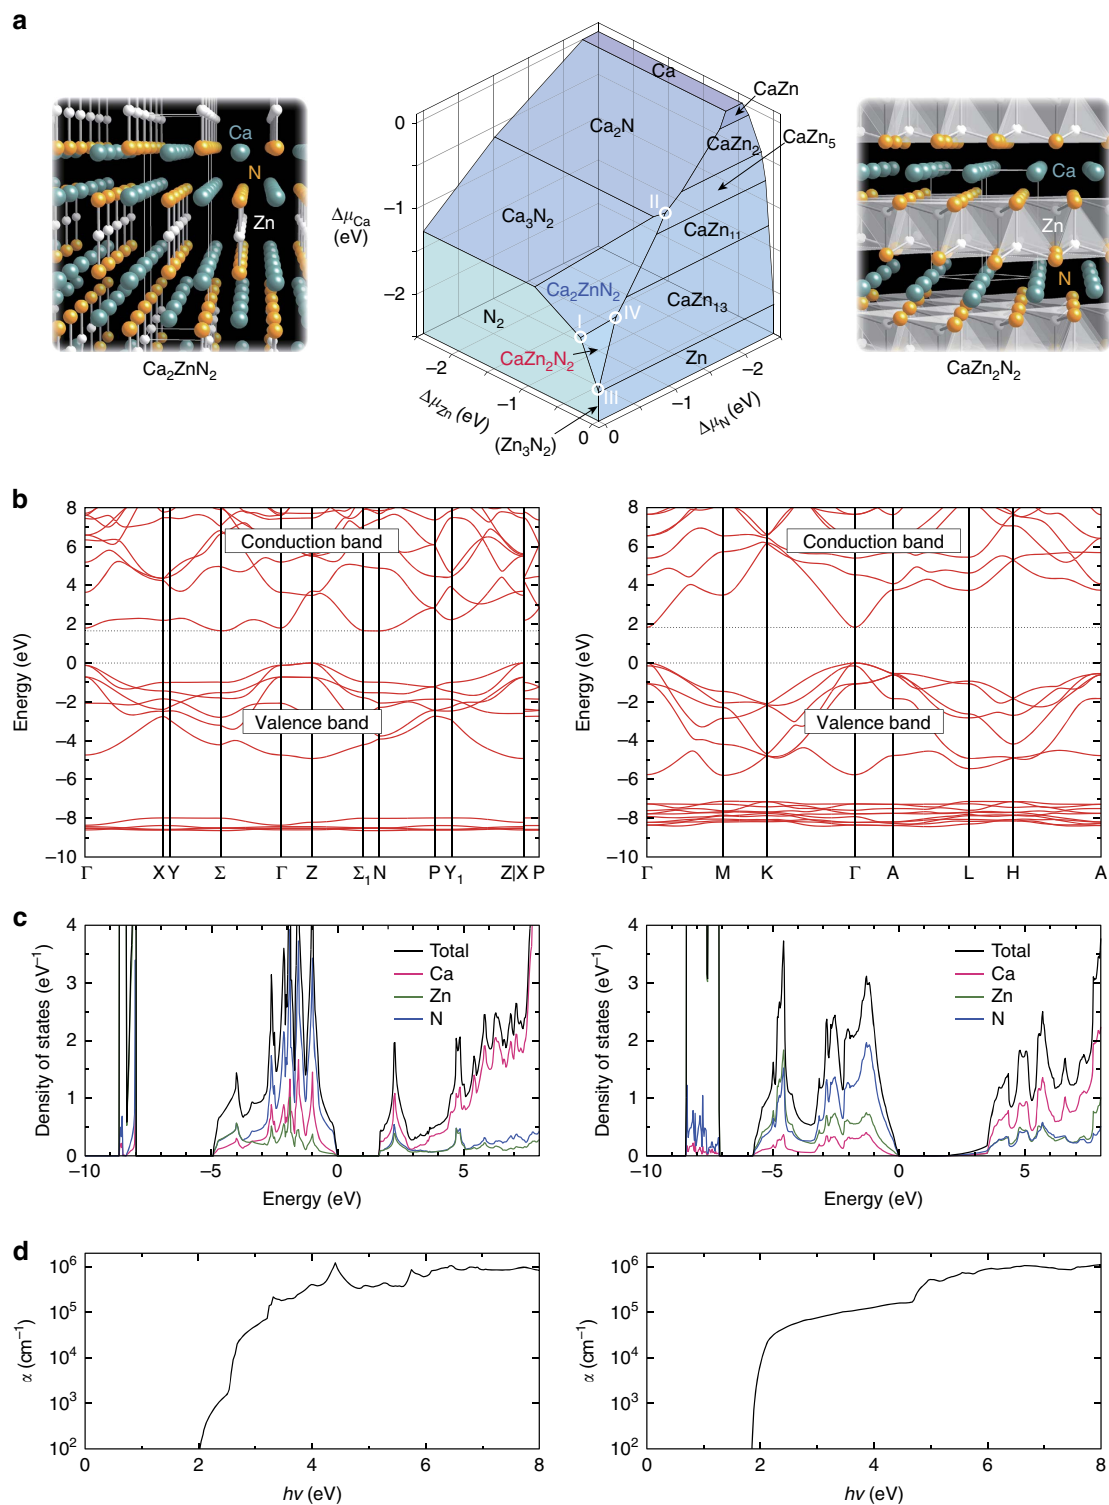 a
Ca
N
Zn
Ca₂ZnN₂
0
−1
−2
Δμ_Ca
(eV)
Ca
CaZn
Ca₂N
CaZn₂
CaZn₅
II
Ca₃N₂
CaZn₁₁
Ca₂ZnN₂
CaZn₁₃
N₂
I
IV
CaZn₂N₂
Zn
III
(Zn₃N₂)
−2
−1
0
Δμ_Zn (eV)
0
−1
−2
Δμ_N (eV)
Ca
Zn
N
CaZn₂N₂
b
8
6
4
2
0
−2
−4
−6
−8
−10
Energy (eV)
Conduction band
Valence band
Γ X Y Σ Γ Z Σ₁ N P Y₁ Z|X P
8
6
4
2
0
−2
−4
−6
−8
−10
Energy (eV)
Conduction band
Valence band
Γ M K Γ A L H A
c
4
3
2
1
0
Density of states (eV⁻¹)
Total
Ca
Zn
N
−10 −5 0 5
Energy (eV)
4
3
2
1
0
Density of states (eV⁻¹)
Total
Ca
Zn
N
−10 −5 0 5
Energy (eV)
d
10⁶
10⁵
10⁴
10³
10²
α (cm⁻¹)
0 2 4 6 8
hν (eV)
10⁶
10⁵
10⁴
10³
10²
α (cm⁻¹)
0 2 4 6 8
hν (eV)